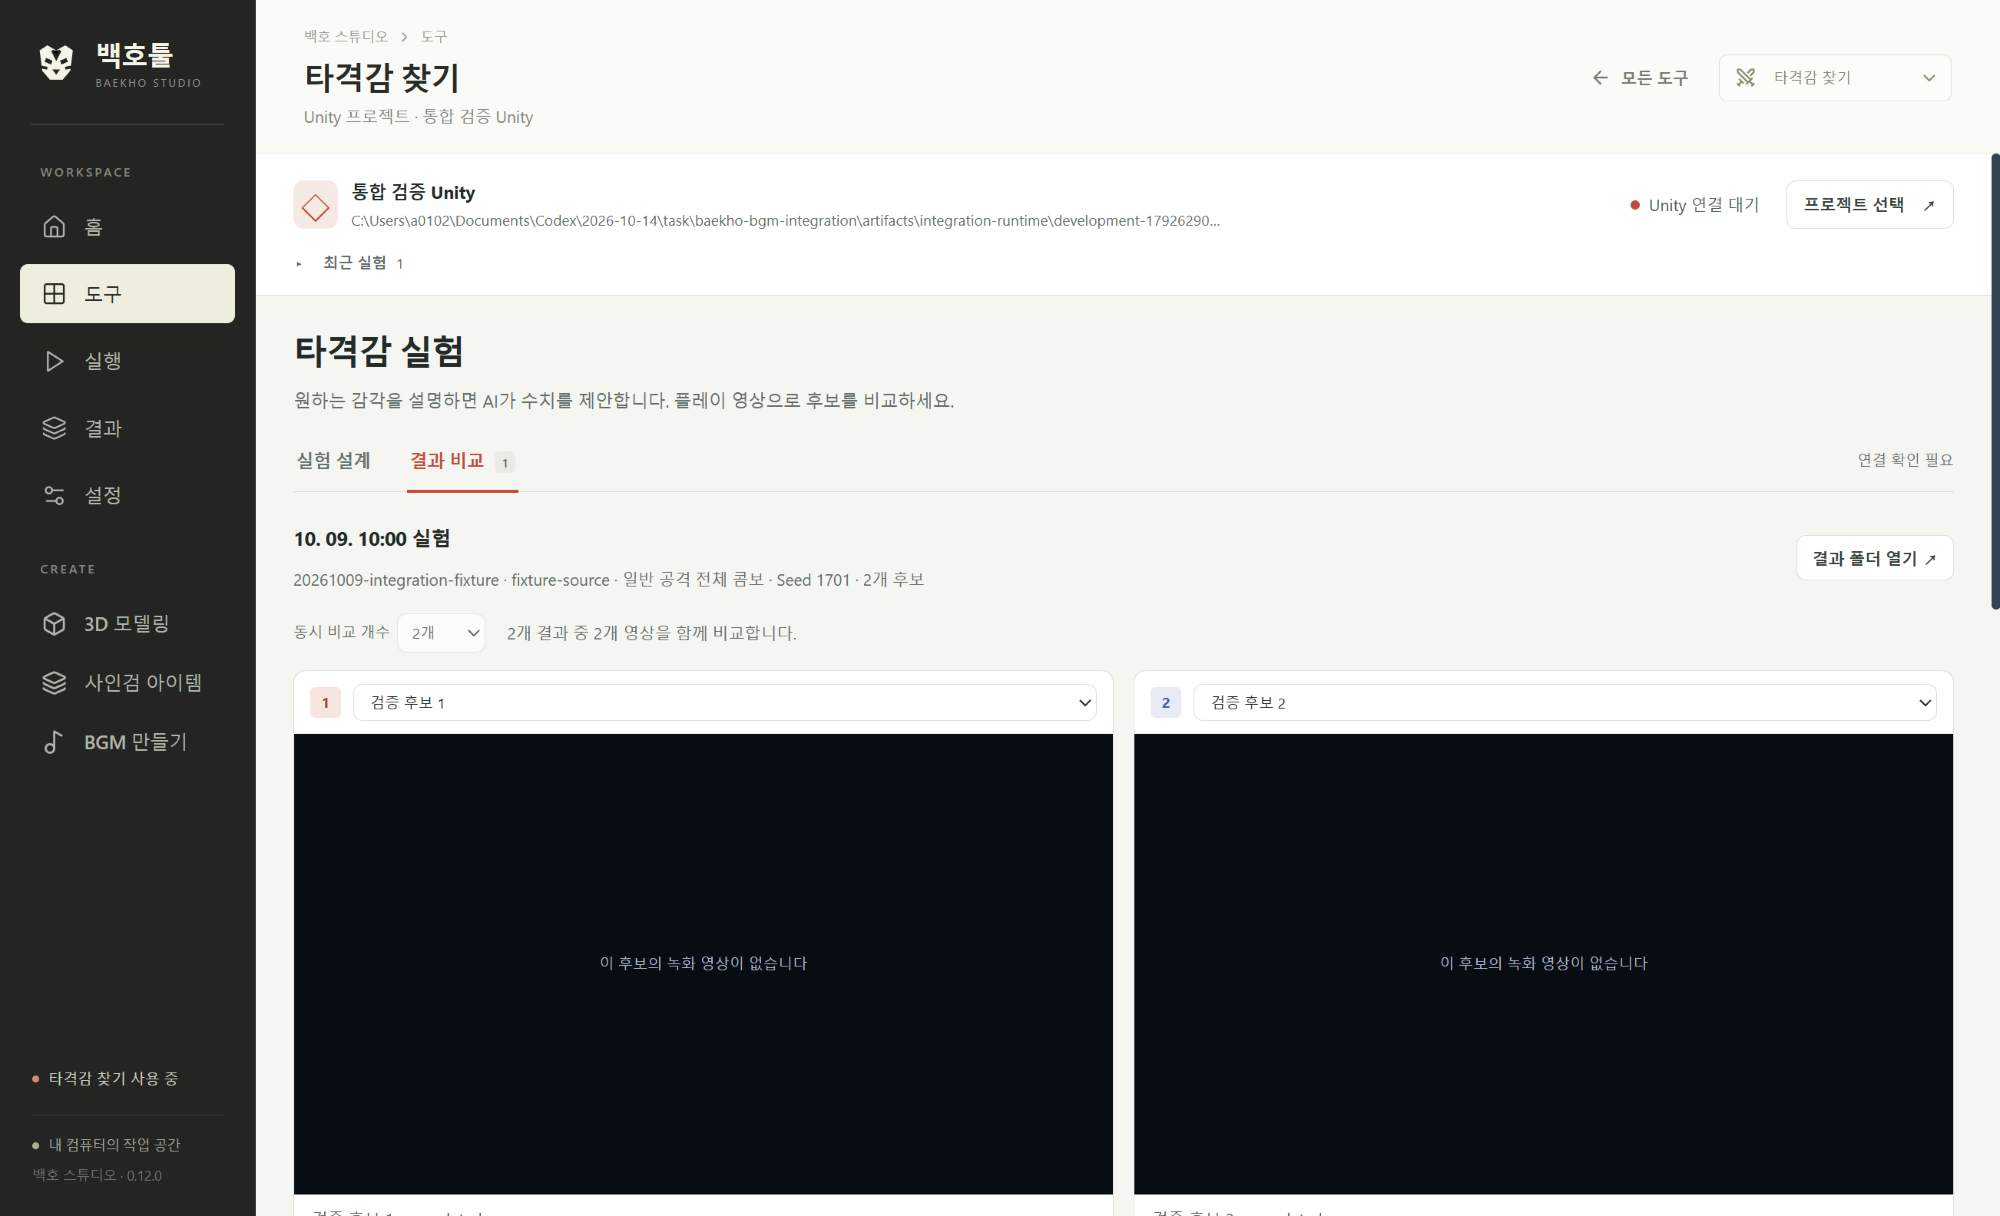 백호툴
BAEKHO STUDIO
WORKSPACE
홈
도구
실행
결과
설정
CREATE
3D 모델링
사인검 아이템
BGM 만들기
타격감 찾기 사용 중
내 컴퓨터의 작업 공간
백호 스튜디오 · 0.12.0
백호 스튜디오 > 도구
타격감 찾기
Unity 프로젝트 · 통합 검증 Unity
← 모든 도구
타격감 찾기
통합 검증 Unity
C:\Users\a0102\Documents\Codex\2026-10-14\task\baekho-bgm-integration\artifacts\integration-runtime\development-17926290...
Unity 연결 대기
프로젝트 선택 ↗
▸ 최근 실험 1
타격감 실험
원하는 감각을 설명하면 AI가 수치를 제안합니다. 플레이 영상으로 후보를 비교하세요.
실험 설계
결과 비교 1
연결 확인 필요
10. 09. 10:00 실험
20261009-integration-fixture · fixture-source · 일반 공격 전체 콤보 · Seed 1701 · 2개 후보
결과 폴더 열기 ↗
동시 비교 개수 2개 2개 결과 중 2개 영상을 함께 비교합니다.
1 검증 후보 1
이 후보의 녹화 영상이 없습니다
2 검증 후보 2
이 후보의 녹화 영상이 없습니다